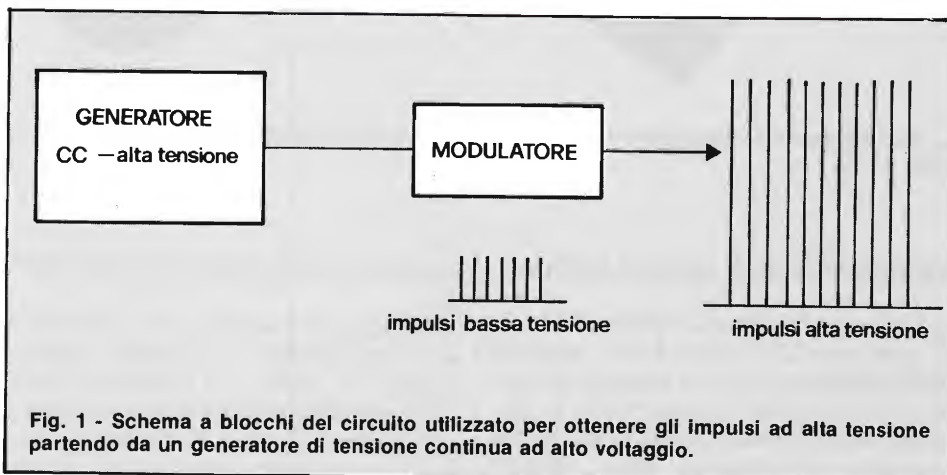 GENERATORE
CC — alta tensione
MODULATORE
impulsi bassa tensione
impulsi alta tensione
Fig. 1 - Schema a blocchi del circuito utilizzato per ottenere gli impulsi ad alta tensione
partendo da un generatore di tensione continua ad alto voltaggio.